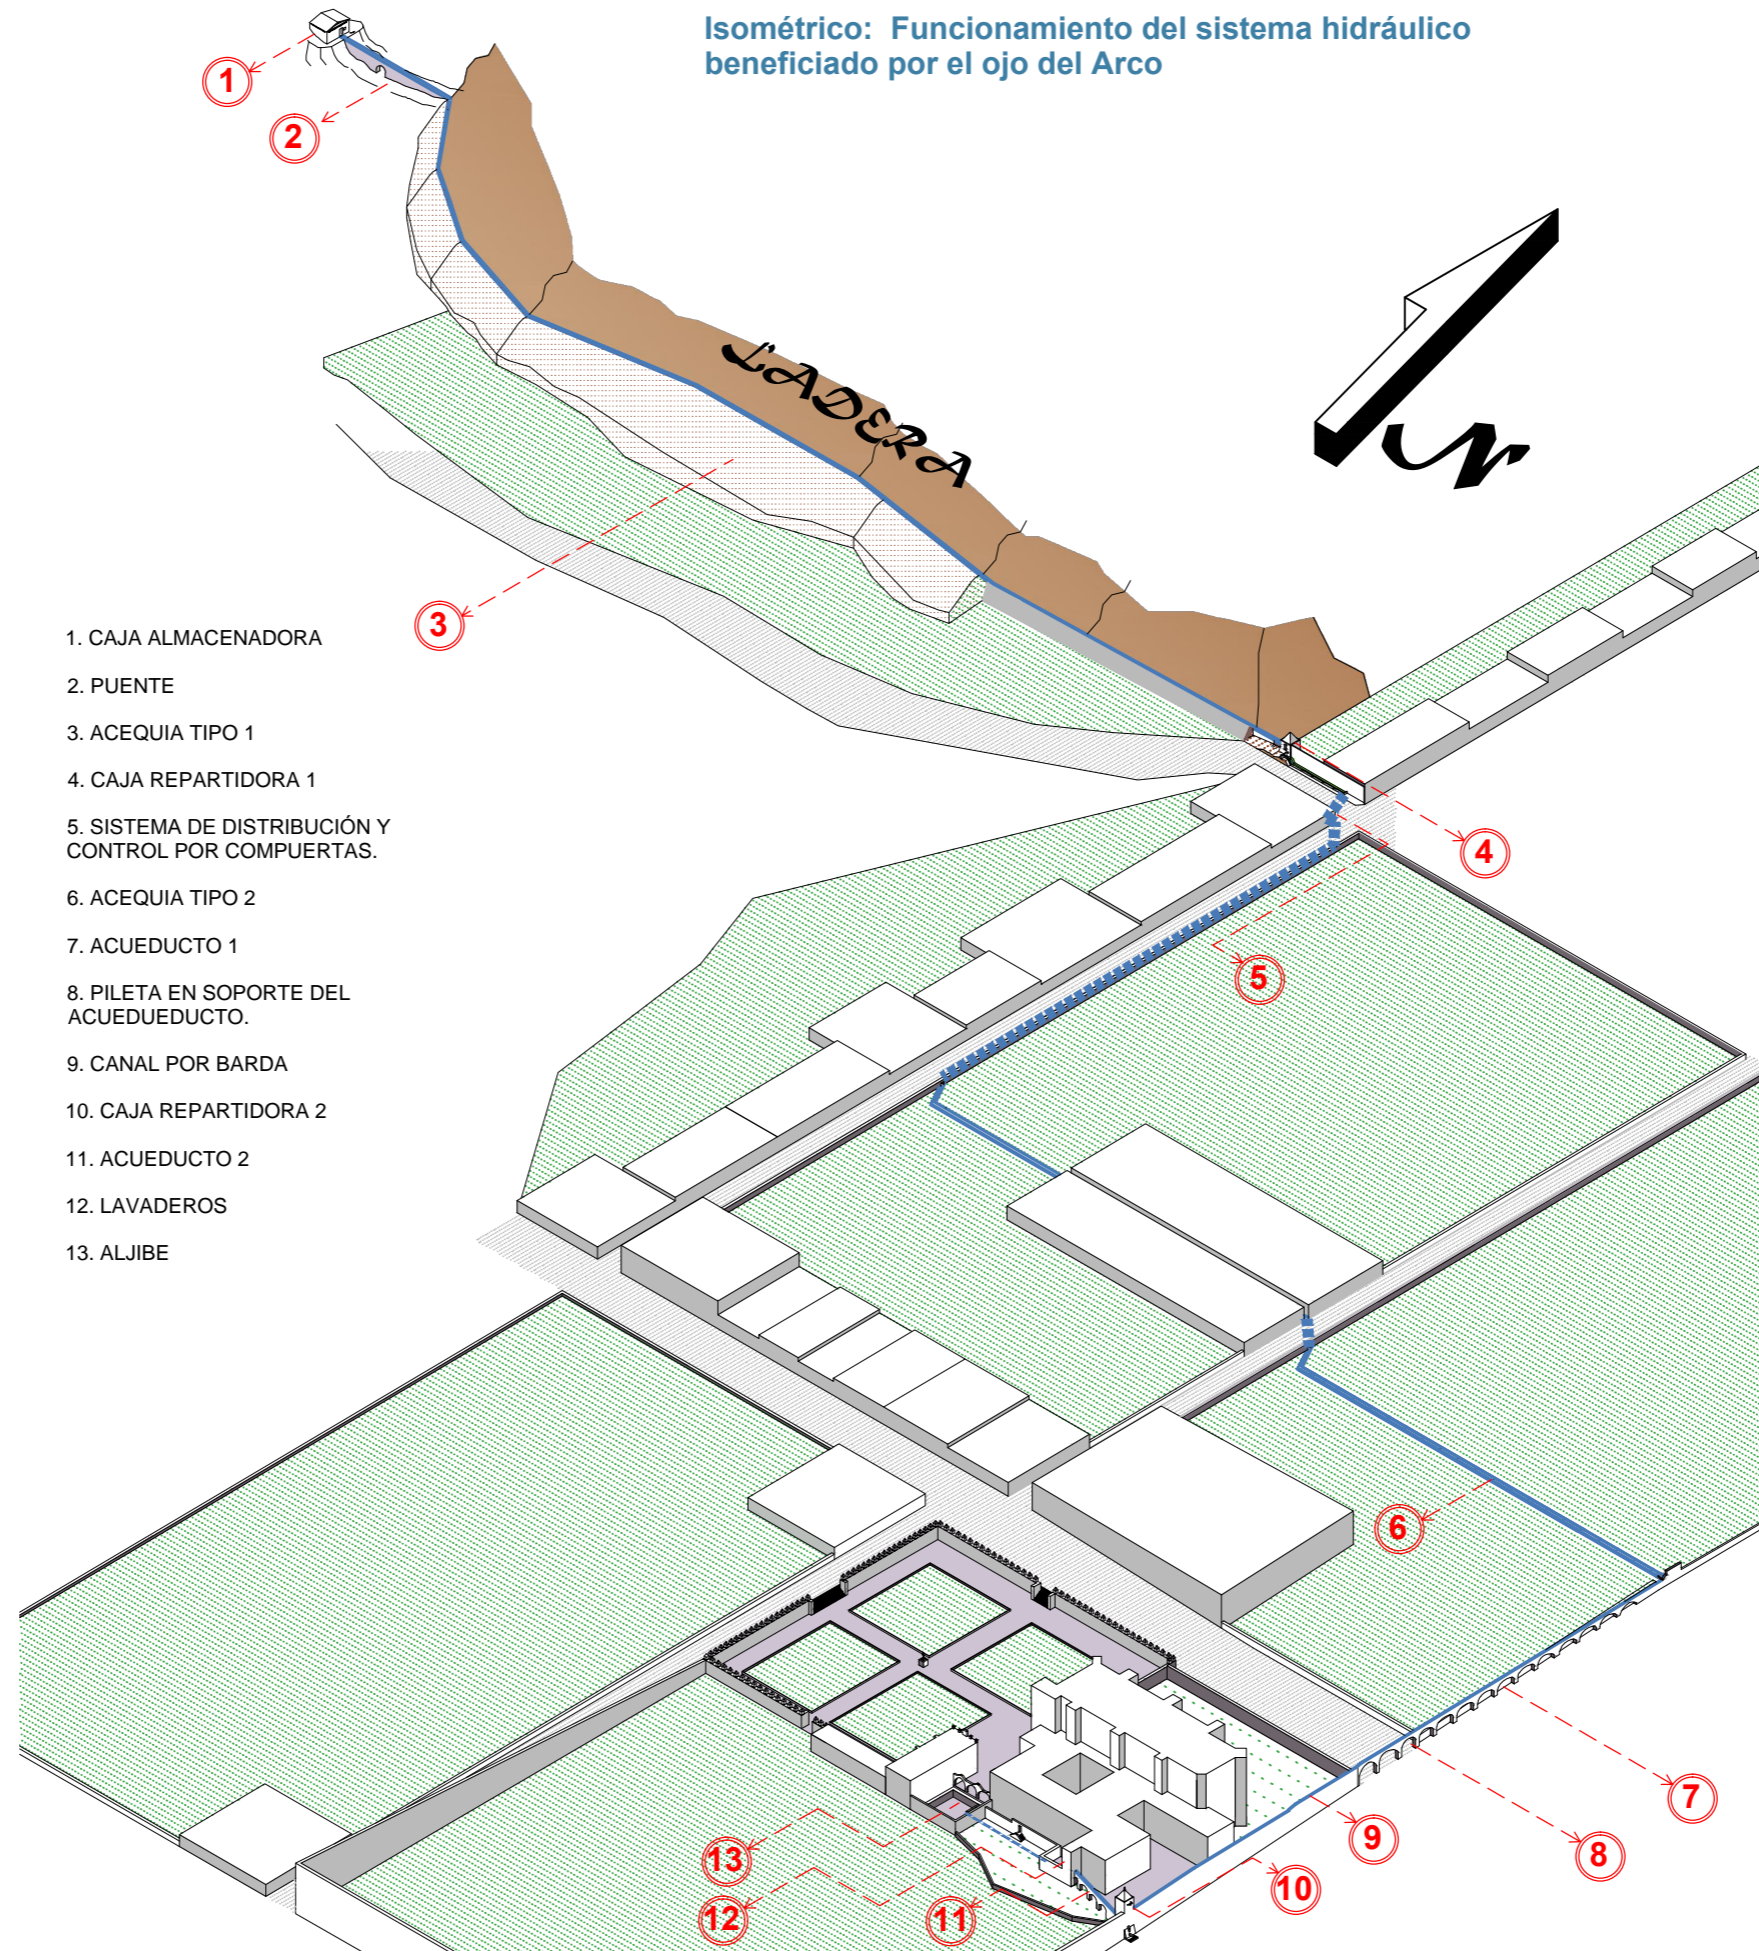 Isométrico: Funcionamiento del sistema hidráulico
beneficiado por el ojo del Arco
1
2
LADERA
N
3
1. CAJA ALMACENADORA
2. PUENTE
3. ACEQUIA TIPO 1
4. CAJA REPARTIDORA 1
5. SISTEMA DE DISTRIBUCIÓN Y
CONTROL POR COMPUERTAS.
6. ACEQUIA TIPO 2
7. ACUEDUCTO 1
8. PILETA EN SOPORTE DEL
ACUEDUEDUCTO.
9. CANAL POR BARDA
10. CAJA REPARTIDORA 2
11. ACUEDUCTO 2
12. LAVADEROS
13. ALJIBE
4
5
6
7
8
9
10
11
12
13